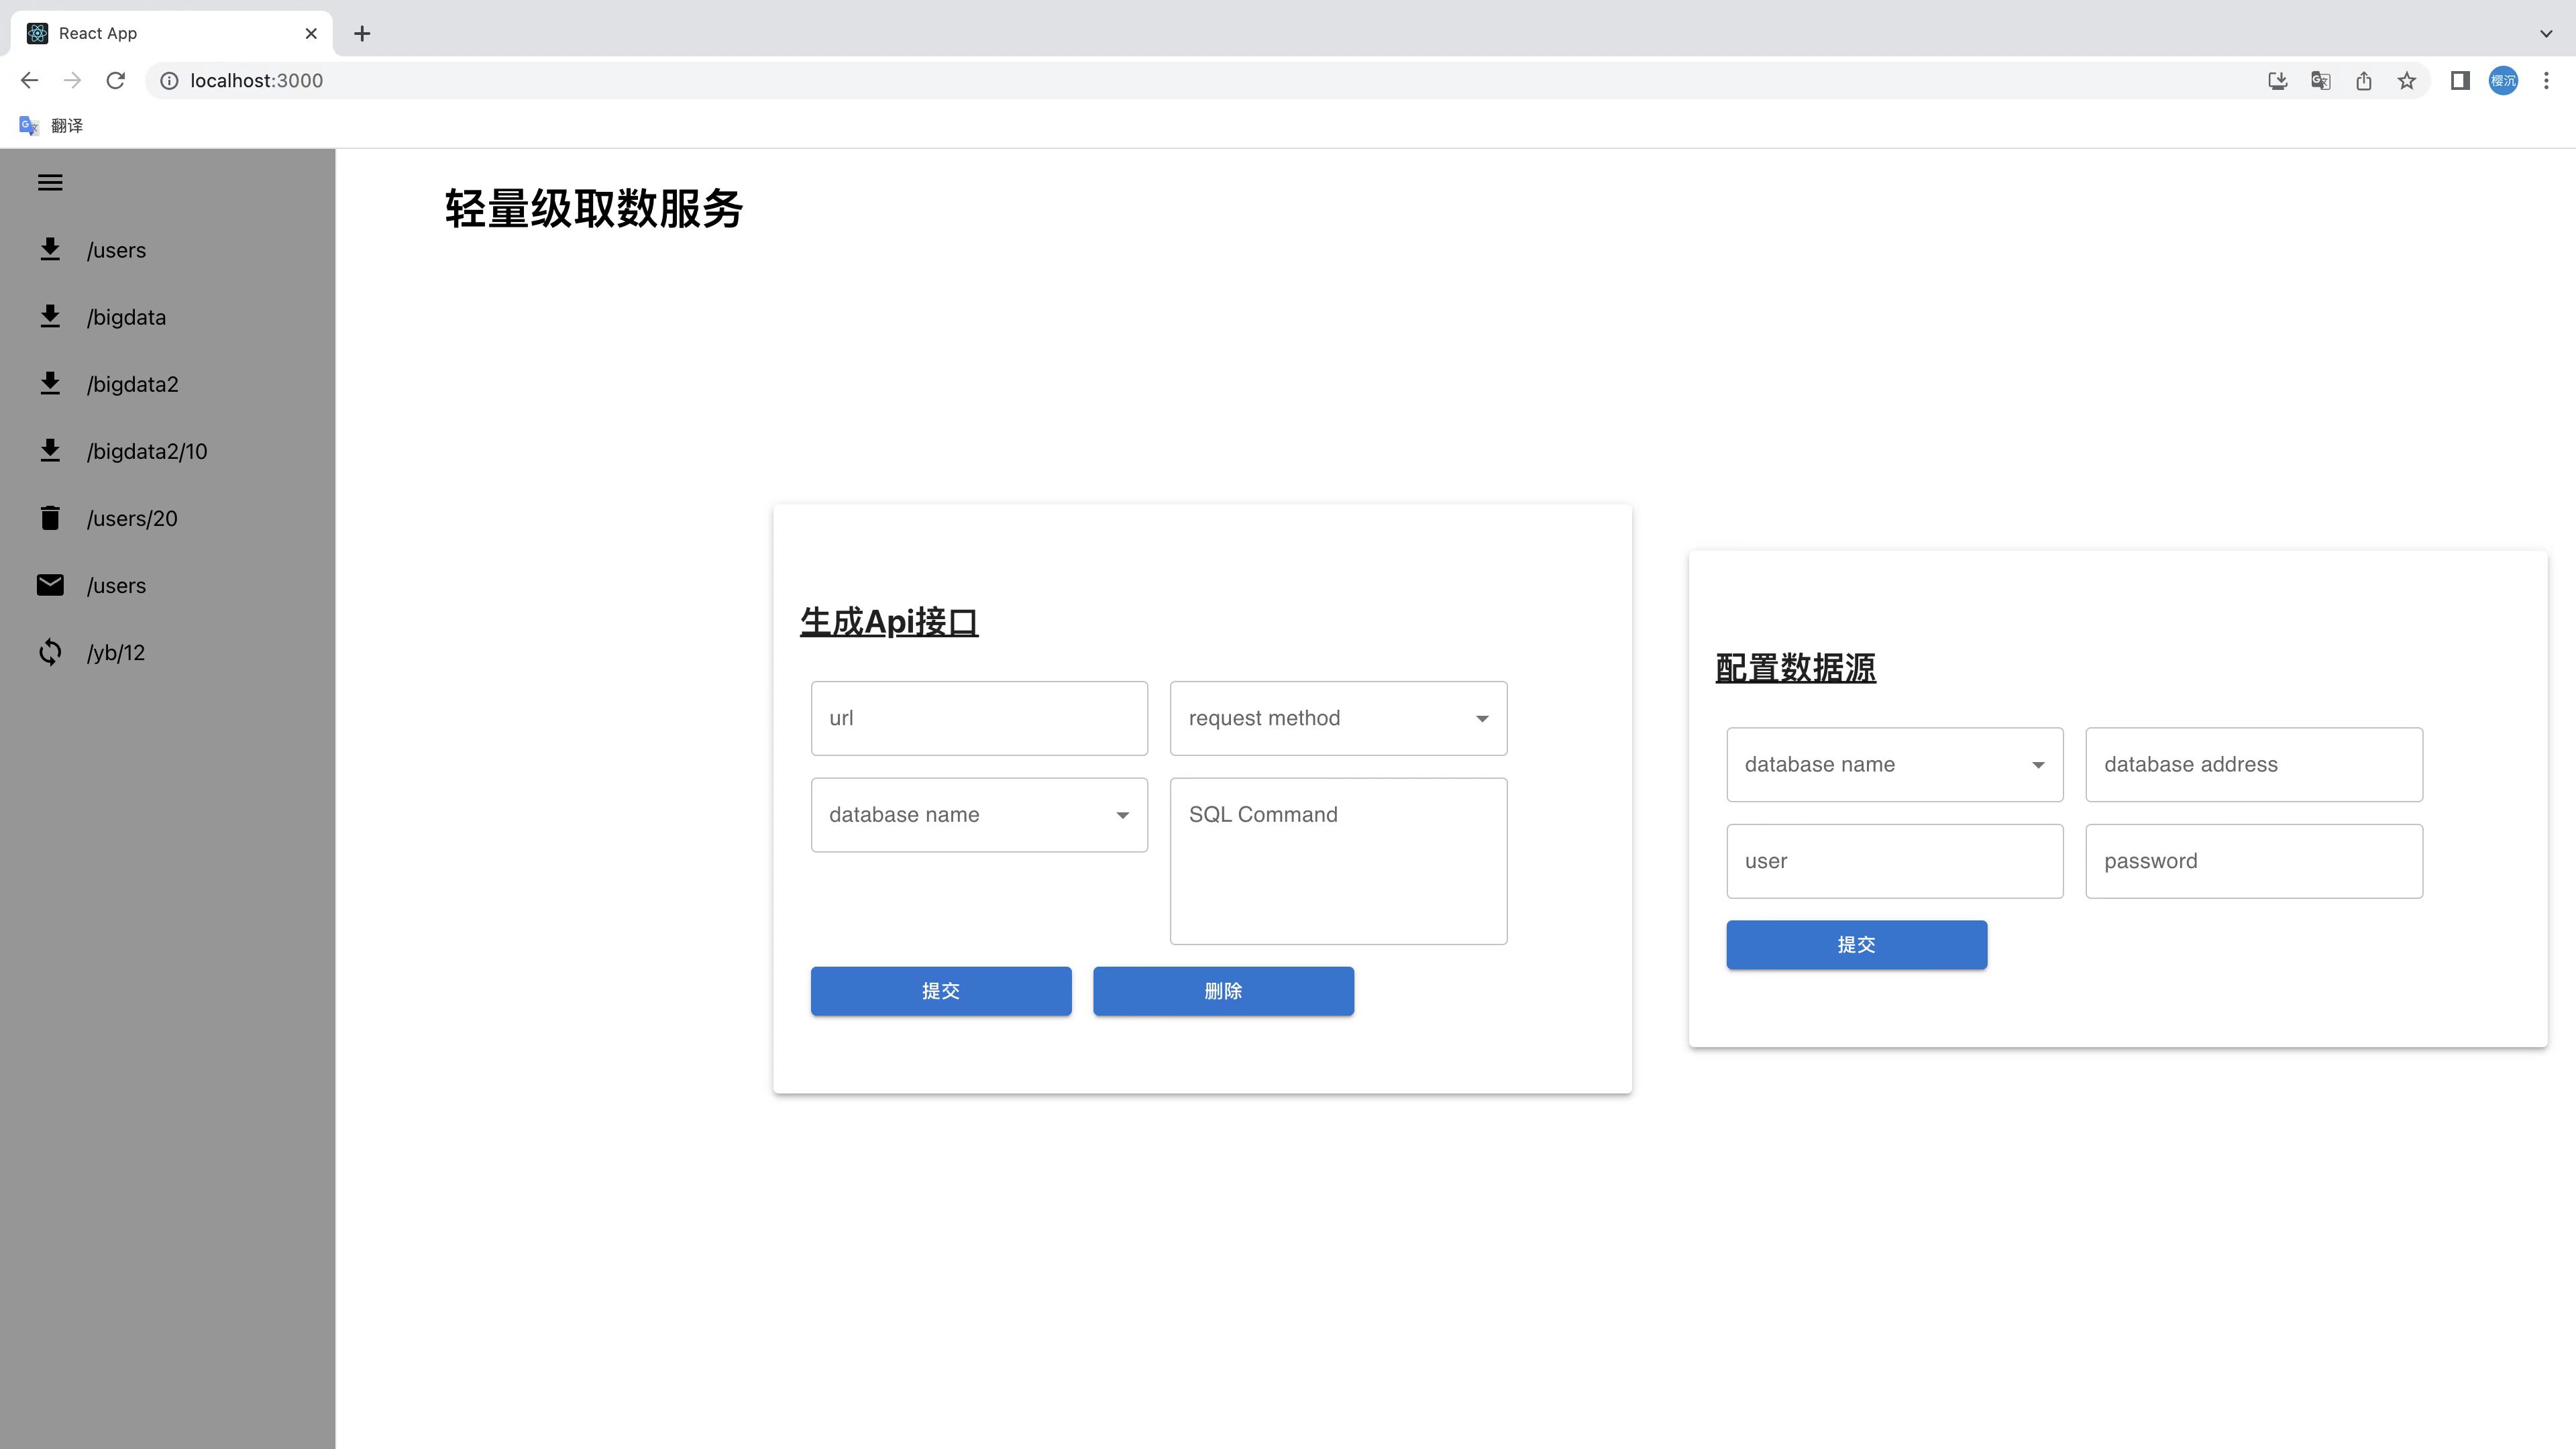 React App
localhost:3000
樱沉
翻译
轻量级取数服务
/users
/bigdata
/bigdata2
/bigdata2/10
/users/20
/users
/yb/12
生成Api接口
url
request method
database name
SQL Command
提交
删除
配置数据源
database name
database address
user
password
提交